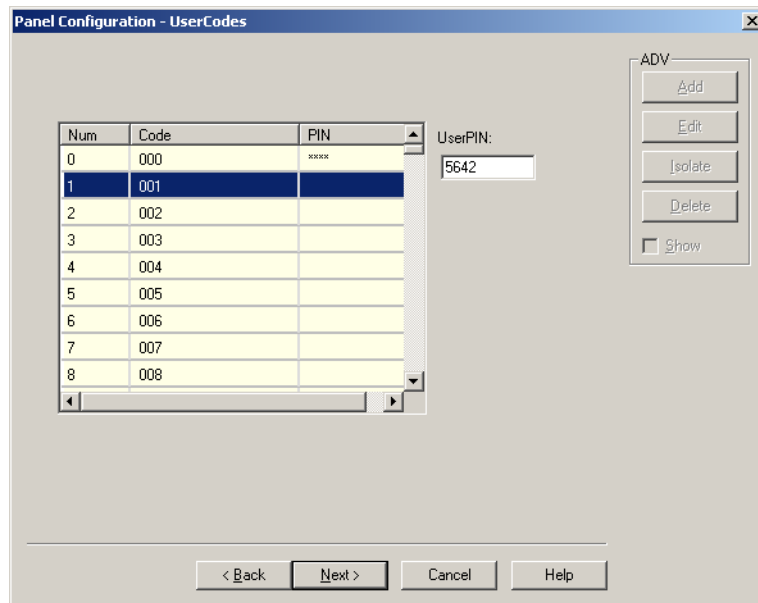 Panel Configuration - UserCodes
ADV
Add
Edit
Isolate
Delete
Show
Num Code PIN
0 000 ****
1 001
2 002
3 003
4 004
5 005
6 006
7 007
8 008
UserPIN:
5642
< Back Next > Cancel Help